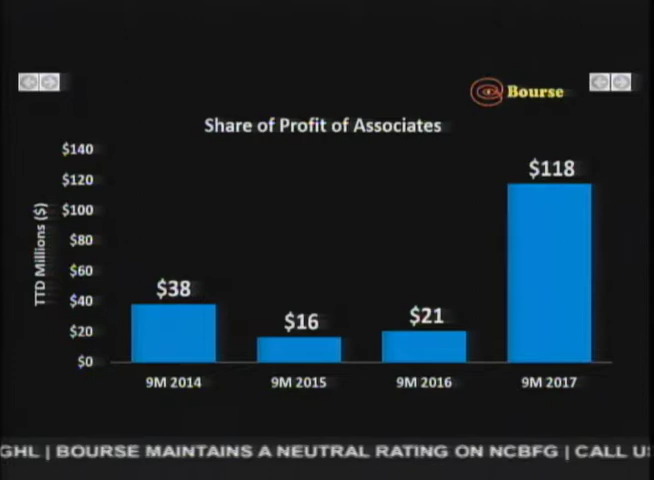 Bourse
Share of Profit of Associates
TTD Millions ($)
$140
$120
$100
$80
$60
$40
$20
$0
$38
$16
$21
$118
9M 2014
9M 2015
9M 2016
9M 2017
GHL | BOURSE MAINTAINS A NEUTRAL RATING ON NCBFG | CALL U